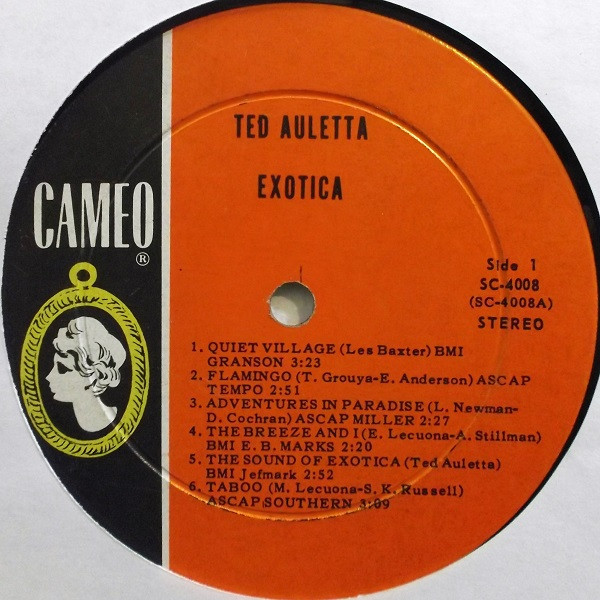 TED AULETTA
EXOTICA
CAMEO
®
Side 1
SC-4008
(SC-4008A)
STEREO
1. QUIET VILLAGE (Les Baxter) BMI
GRANSON 3:23
2. FLAMINGO (T. Grouya-E. Anderson) ASCAP
TEMPO 2:51
3. ADVENTURES IN PARADISE (L. Newman-
D. Cochran) ASCAP MILLER 2:27
4. THE BREEZE AND I (E. Lecuona-A. Stillman)
BMI E. B. MARKS 2:20
5. THE SOUND OF EXOTICA (Ted Auletta)
BMI Jefmark 2:52
6. TABOO (M. Lecuona-S. K. Russell)
ASCAP SOUTHERN 3:09